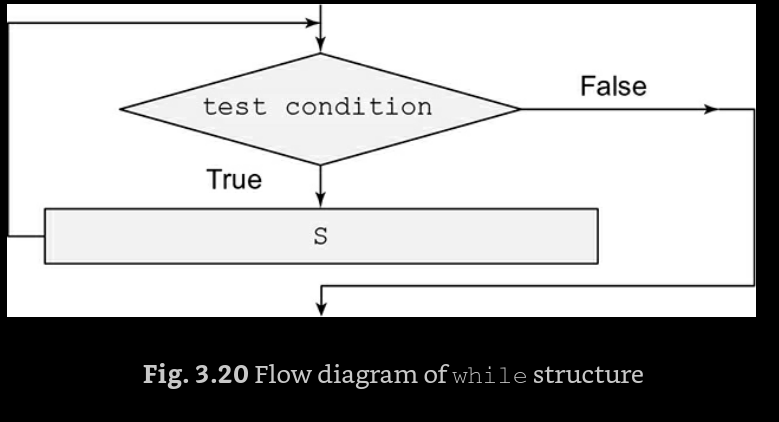 test condition
False
True
S
Fig. 3.20 Flow diagram of while structure